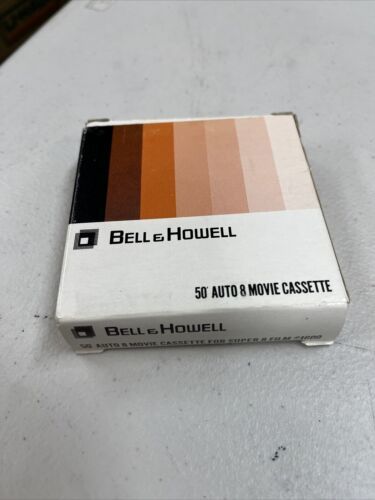 BELL & HOWELL
50' AUTO 8 MOVIE CASSETTE
BELL & HOWELL
50' AUTO 8 MOVIE CASSETTE FOR SUPER 8 FILM